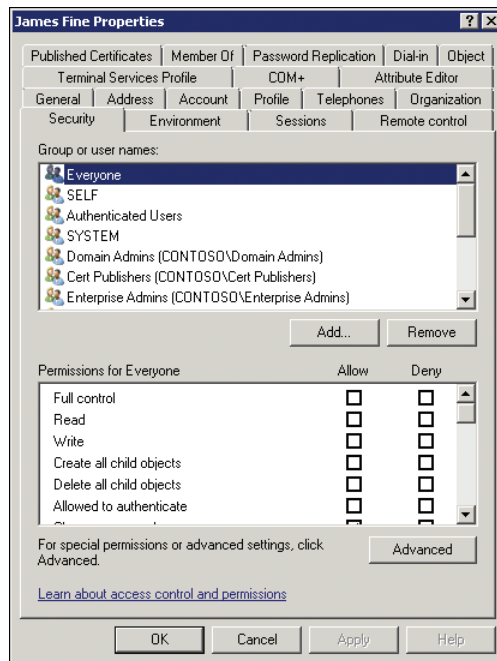 James Fine Properties
Published Certificates Member Of Password Replication Dial-in Object
Terminal Services Profile COM+ Attribute Editor
General Address Account Profile Telephones Organization
Security Environment Sessions Remote control
Group or user names:
Everyone
SELF
Authenticated Users
SYSTEM
Domain Admins (CONTOSO\Domain Admins)
Cert Publishers (CONTOSO\Cert Publishers)
Enterprise Admins (CONTOSO\Enterprise Admins)
Add... Remove
Permissions for Everyone Allow Deny
Full control
Read
Write
Create all child objects
Delete all child objects
Allowed to authenticate
For special permissions or advanced settings, click Advanced
Advanced.
Learn about access control and permissions
OK Cancel Apply Help